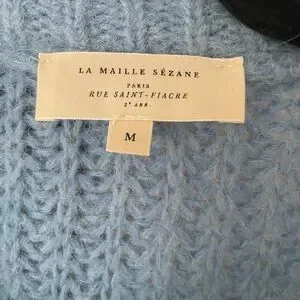 LA MAILLE SÉZANE
PARIS
RUE SAINT-FIACRE
2e ARR.
M